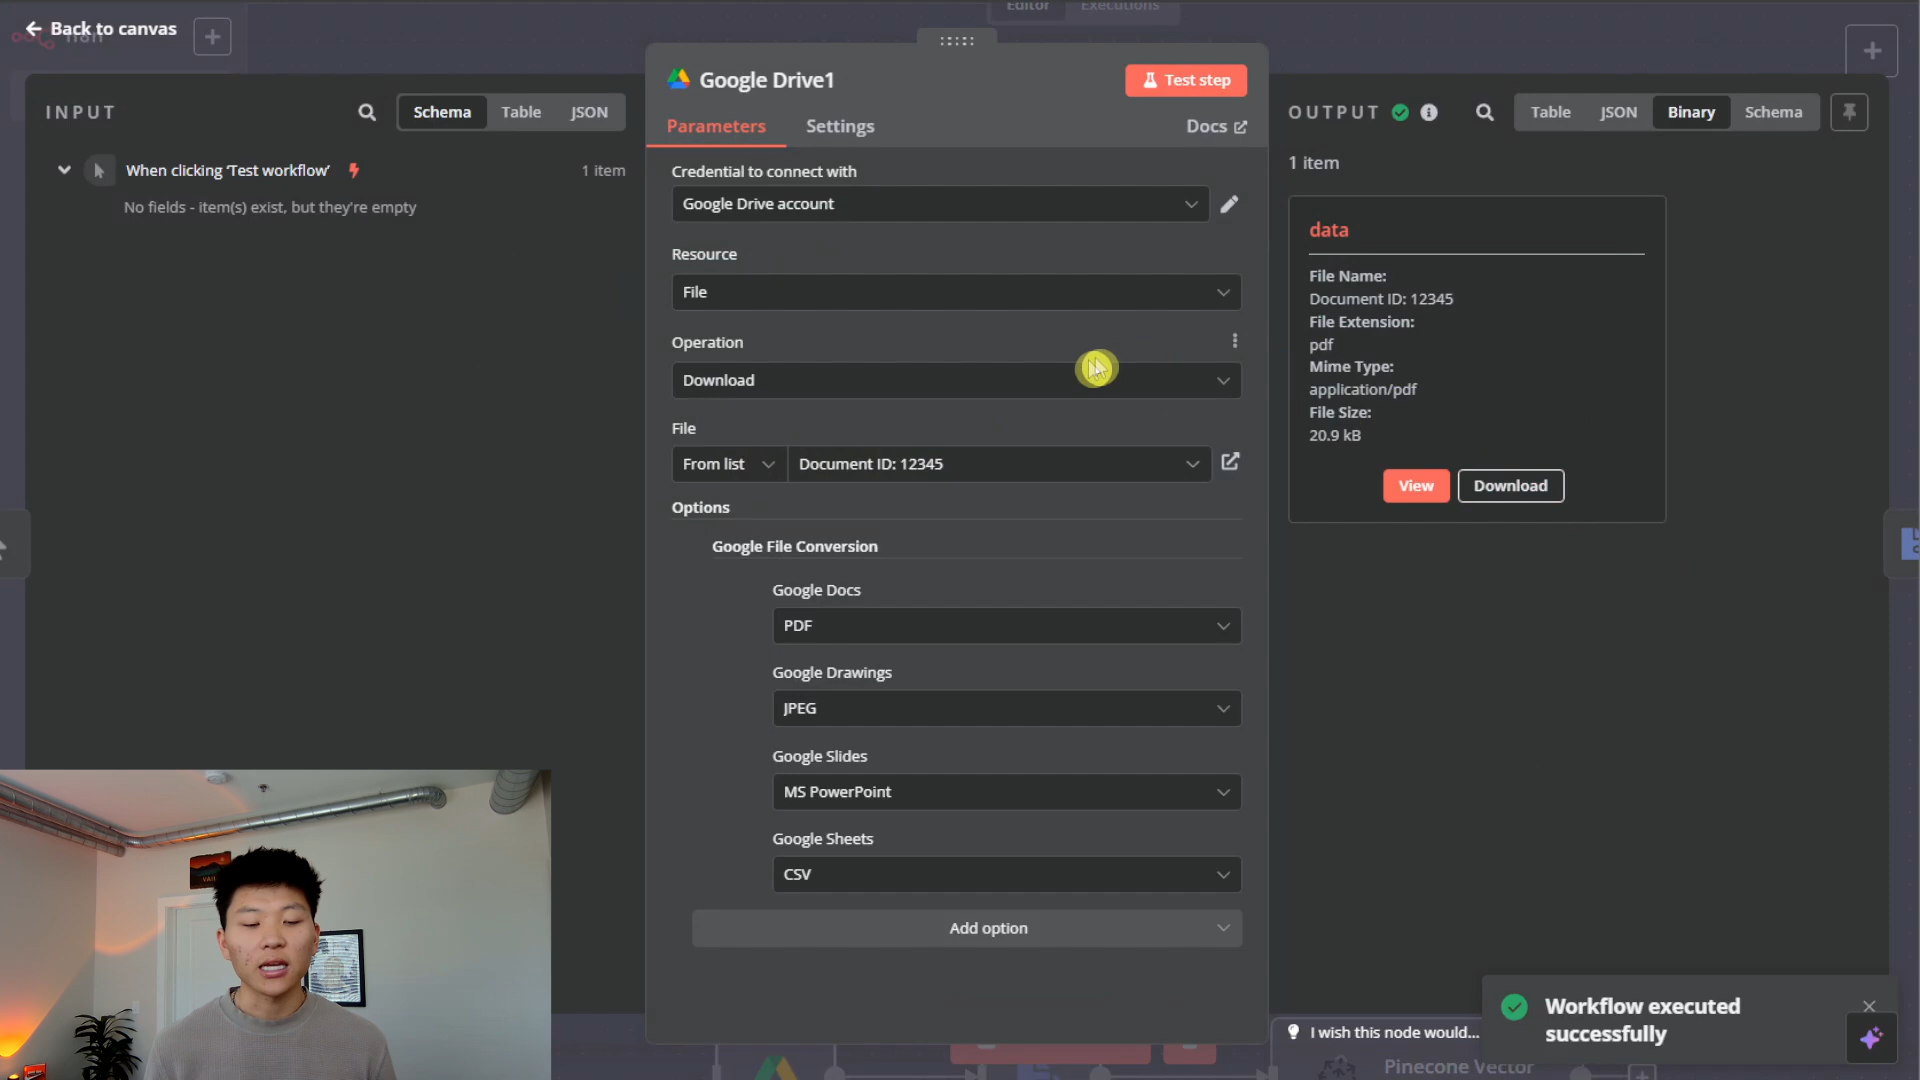 Editor
Executions
Back to canvas
INPUT
Schema
Table
JSON
When clicking ‘Test workflow’
1 item
No fields - item(s) exist, but they're empty
Google Drive1
Test step
Parameters
Settings
Docs
Credential to connect with
Google Drive account
Resource
File
Operation
Download
File
From list
Document ID: 12345
Options
Google File Conversion
Google Docs
PDF
Google Drawings
JPEG
Google Slides
MS PowerPoint
Google Sheets
CSV
Add option
OUTPUT
Table
JSON
Binary
Schema
1 item
data
File Name:
Document ID: 12345
File Extension:
pdf
Mime Type:
application/pdf
File Size:
20.9 kB
View
Download
I wish this node would...
Workflow executed
successfully
Pinecone Vector
VAIL